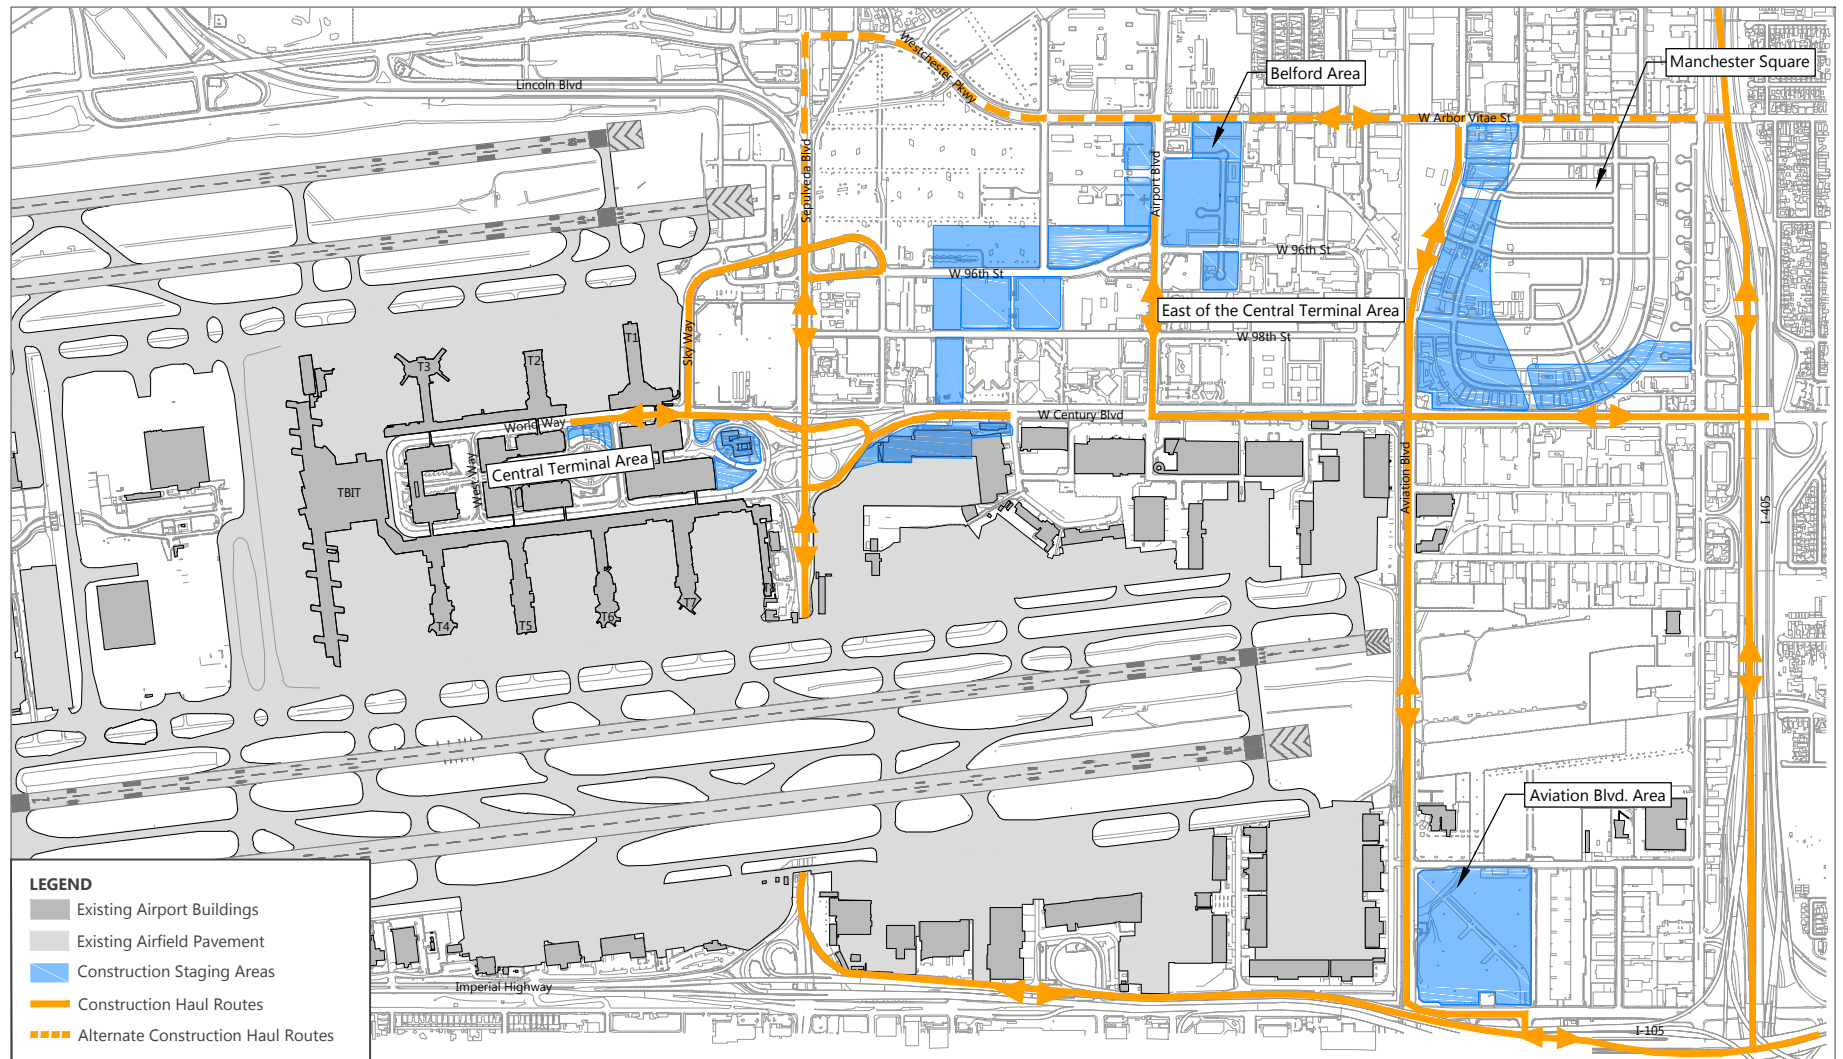 Westchester Pkwy
Belford Area
Manchester Square
Lincoln Blvd
W Arbor Vitae St
Sepulveda Blvd
Airport Blvd
W 96th St
W 96th St
East of the Central Terminal Area
W 98th St
Sky Way
T1
T2
T3
World Way
W Century Blvd
Central Terminal Area
West Way
TBIT
Aviation Blvd
I-405
T8
T7
T6
T5
T4
Aviation Blvd. Area
LEGEND
Existing Airport Buildings
Existing Airfield Pavement
Construction Staging Areas
Construction Haul Routes
Alternate Construction Haul Routes
Imperial Highway
I-105